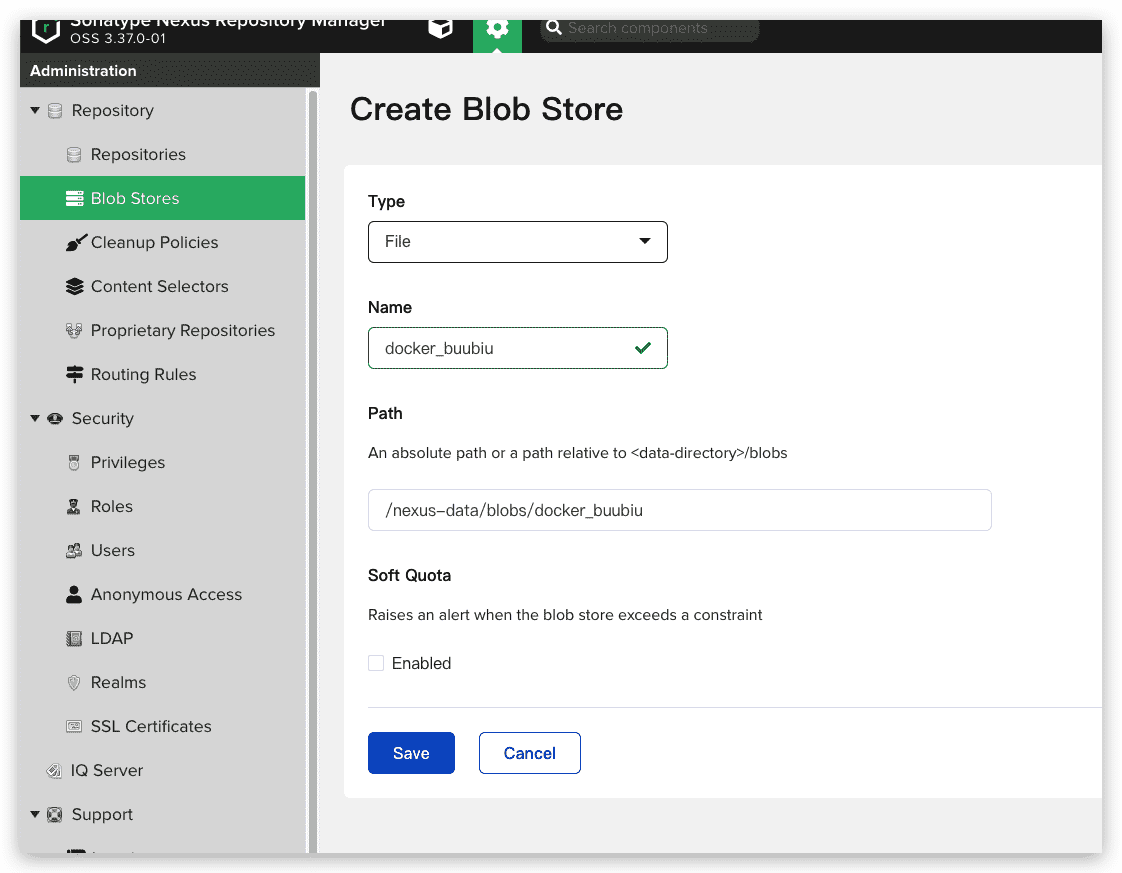 Sonatype Nexus Repository Manager
OSS 3.37.0-01
Search components
Administration
Repository
Repositories
Blob Stores
Cleanup Policies
Content Selectors
Proprietary Repositories
Routing Rules
Security
Privileges
Roles
Users
Anonymous Access
LDAP
Realms
SSL Certificates
IQ Server
Support
Create Blob Store
Type
File
Name
docker_buubiu
Path
An absolute path or a path relative to <data-directory>/blobs
/nexus-data/blobs/docker_buubiu
Soft Quota
Raises an alert when the blob store exceeds a constraint
Enabled
Save
Cancel